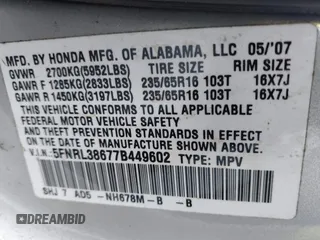 MFD. BY HONDA MFG. OF ALABAMA, LLC 05/'07
GVWR 2700KG(5952LBS) TIRE SIZE RIM SIZE
GAWR F 1285KG(2833LBS) 235/65R16 103T 16X7J
GAWR R 1450KG(3197LBS) 235/65R16 103T 16X7J
THIS VEHICLE CONFORMS TO ALL APPLICABLE
FEDERAL MOTOR VEHICLE SAFETY STANDARDS
IN EFFECT ON THE DATE OF MANUFACTURE SHOWN ABOVE.
V.I.N. 5FNRL38677B449602 TYPE: MPV
SHJ 7 AD5 -NH678M-B -B
DREAMBID